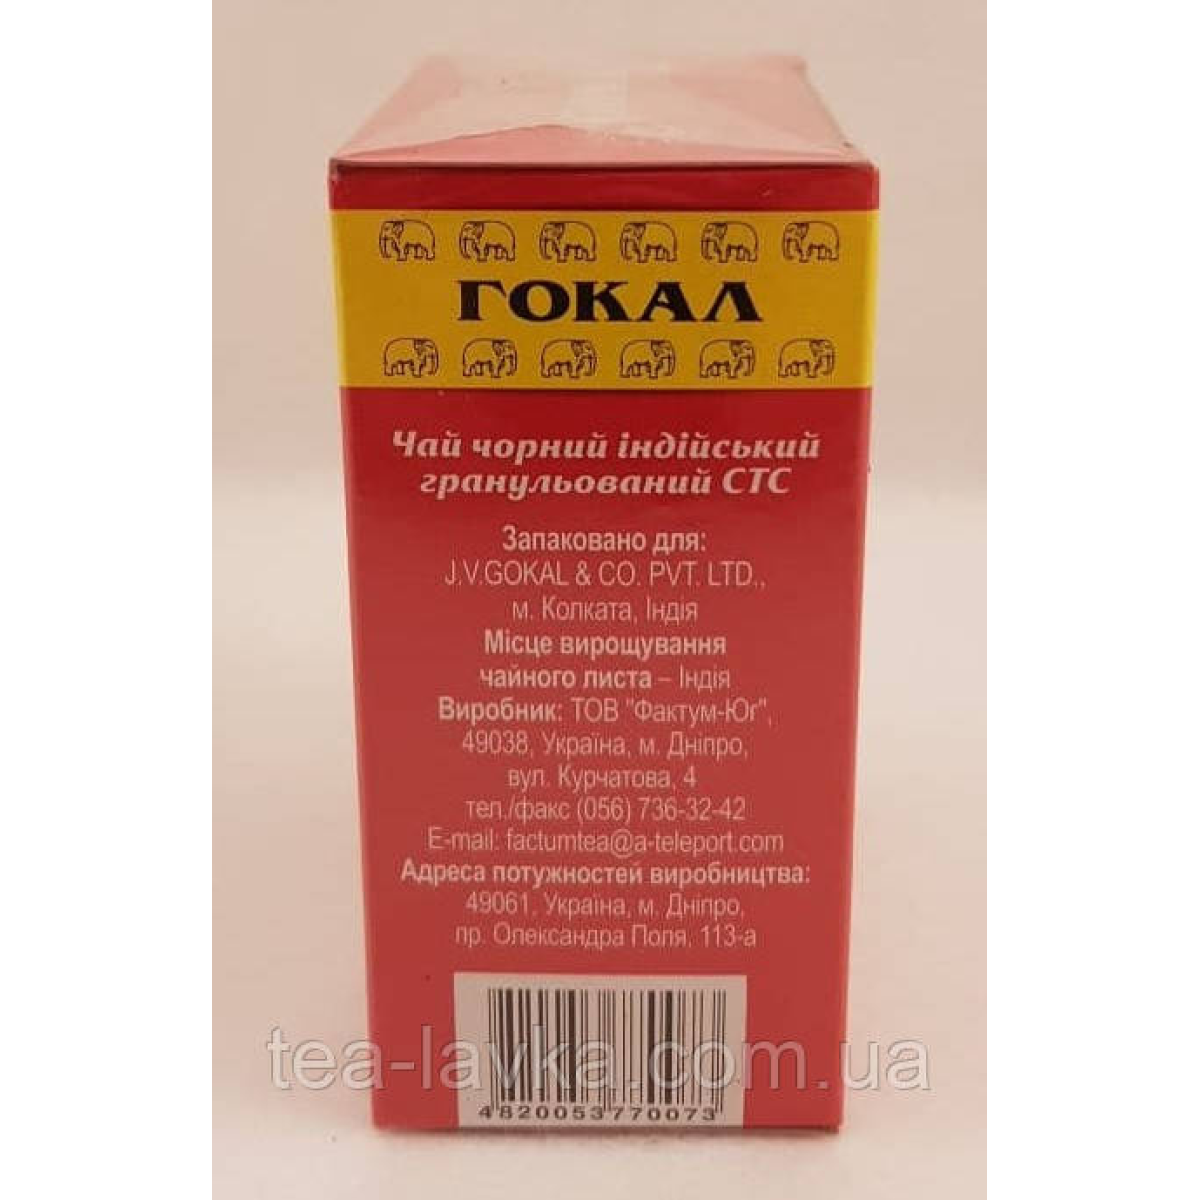 ГОКАЛ
Чай чорний індійський
гранульований СТС
Запаковано для:
J.V.GOKAL & CO. PVT. LTD.,
м. Колката, Індія
Місце вирощування
чайного листа – Індія
Виробник: ТОВ "Фактум-Юг",
49038, Україна, м. Дніпро,
вул. Курчатова, 4
тел./факс (056) 736-32-42
E-mail: factumtea@a-teleport.com
Адреса потужностей виробництва:
49061, Україна, м. Дніпро,
пр. Олександра Поля, 113-а
tea-lavka.com.ua
4820053770073